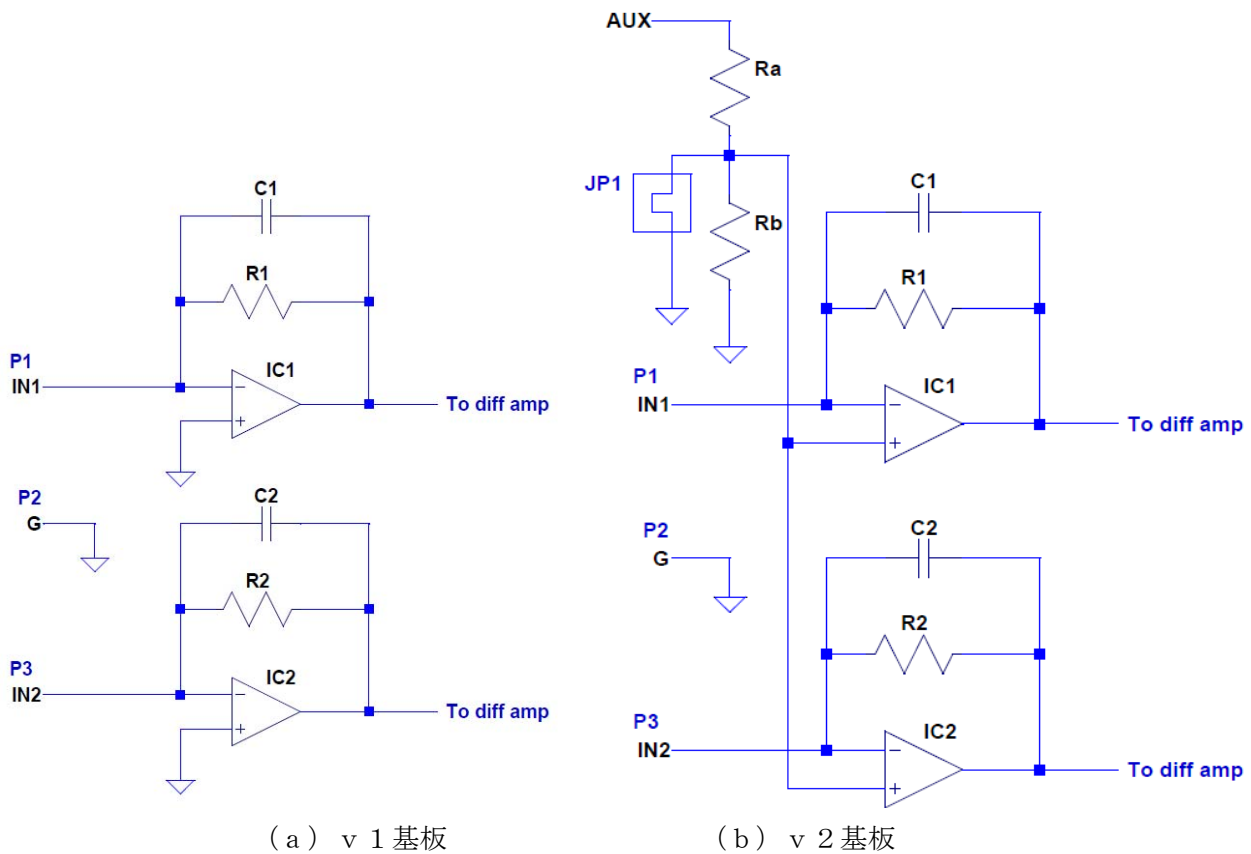 C1
R1
P1
IN1
IC1
To diff amp
P2
G
C2
R2
P3
IN2
IC2
To diff amp
(a) v1基板
AUX
Ra
JP1
Rb
C1
R1
P1
IN1
IC1
To diff amp
P2
G
C2
R2
P3
IN2
IC2
To diff amp
(b) v2基板